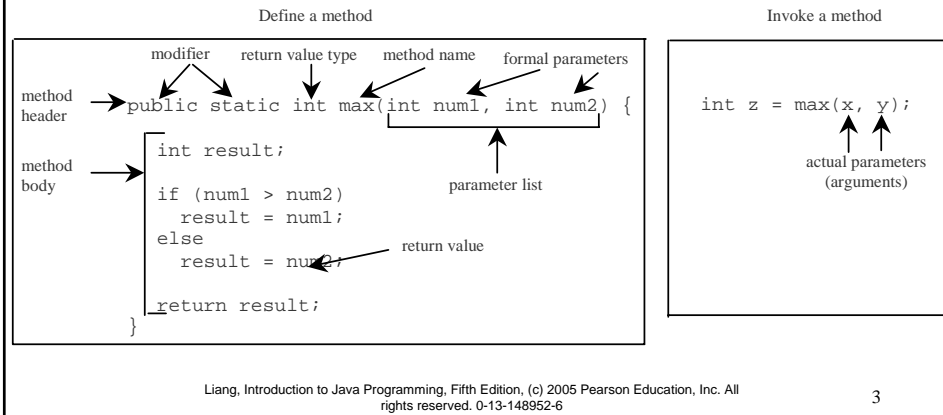 Define a method
Invoke a method
modifier return value type method name formal parameters
method
header
public static int max(int num1, int num2) {
method
body
int result;
parameter list
if (num1 > num2)
result = num1;
else
return value
result = num2;
return result;
}
int z = max(x, y);
actual parameters
(arguments)
Liang, Introduction to Java Programming, Fifth Edition, (c) 2005 Pearson Education, Inc. All
rights reserved. 0-13-148952-6
3